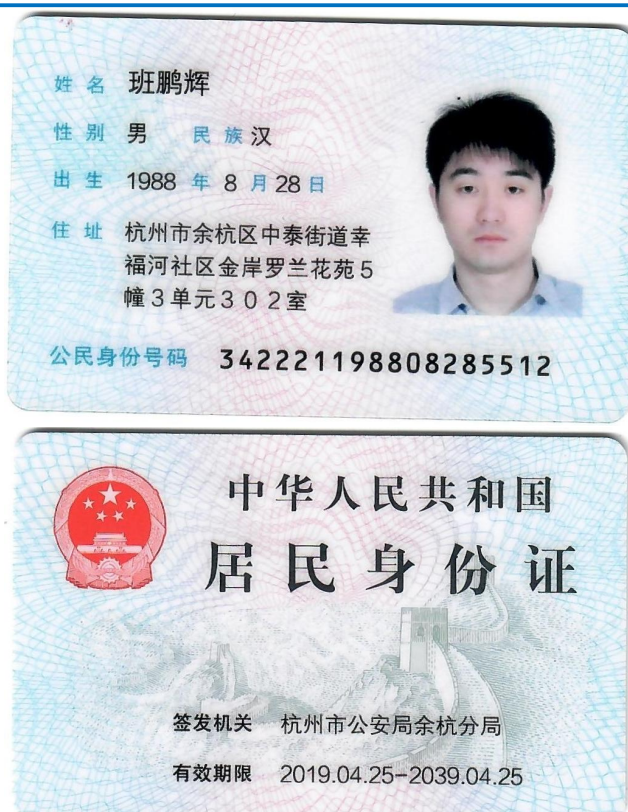 姓名 班鹏辉
性别 男 民族 汉
出生 1988 年 8 月 28 日
住址 杭州市余杭区中泰街道幸
福河社区金岸罗兰花苑5
幢3单元302室
公民身份号码 342221198808285512
中华人民共和国
居民身份证
签发机关 杭州市公安局余杭分局
有效期限 2019.04.25-2039.04.25